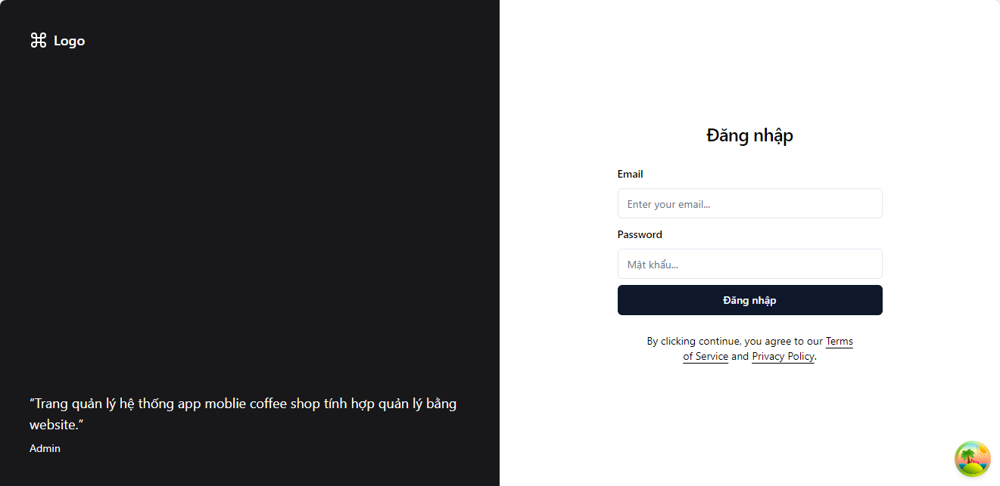 Logo
“Trang quản lý hệ thống app moblie coffee shop tính hợp quản lý bằng
website.”
Admin
Đăng nhập
Email
Enter your email...
Password
Mật khẩu...
Đăng nhập
By clicking continue, you agree to our Terms
of Service and Privacy Policy.